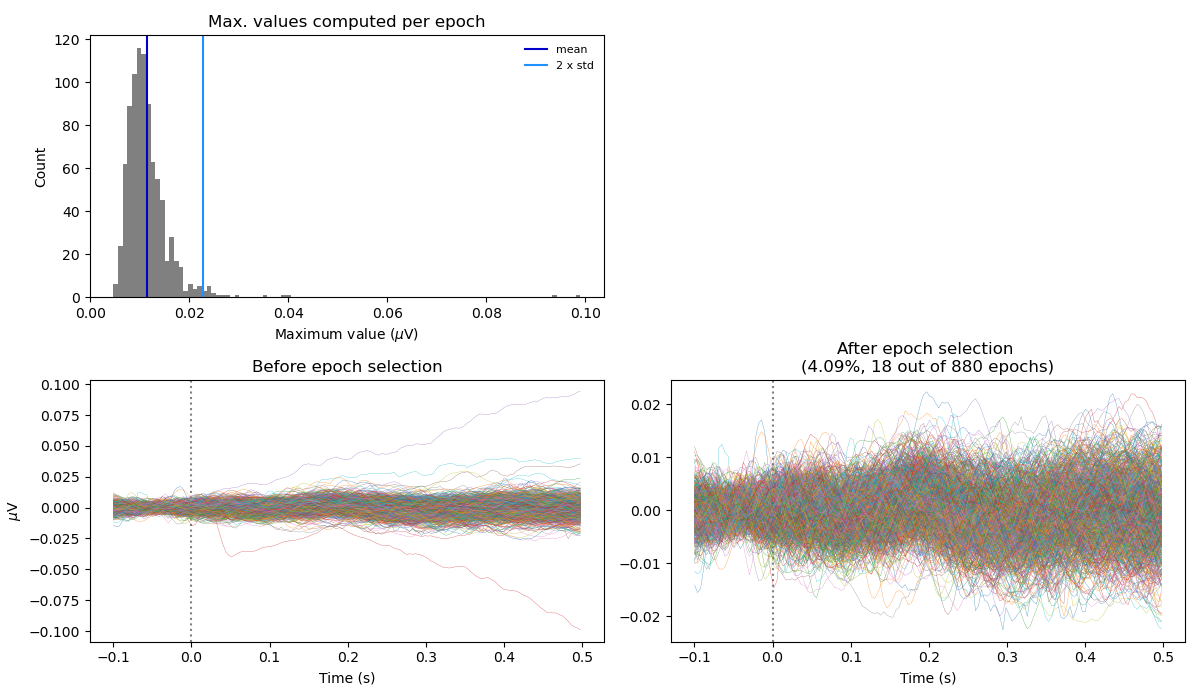 Max. values computed per epoch
120
100
80
60
40
20
0
Count
mean
2 x std
0.00 0.02 0.04 0.06 0.08 0.10
Maximum value (μV)
Before epoch selection
0.100
0.075
0.050
0.025
0.000
−0.025
−0.050
−0.075
−0.100
μV
−0.1 0.0 0.1 0.2 0.3 0.4 0.5
Time (s)
After epoch selection
(4.09%, 18 out of 880 epochs)
0.02
0.01
0.00
−0.01
−0.02
−0.1 0.0 0.1 0.2 0.3 0.4 0.5
Time (s)